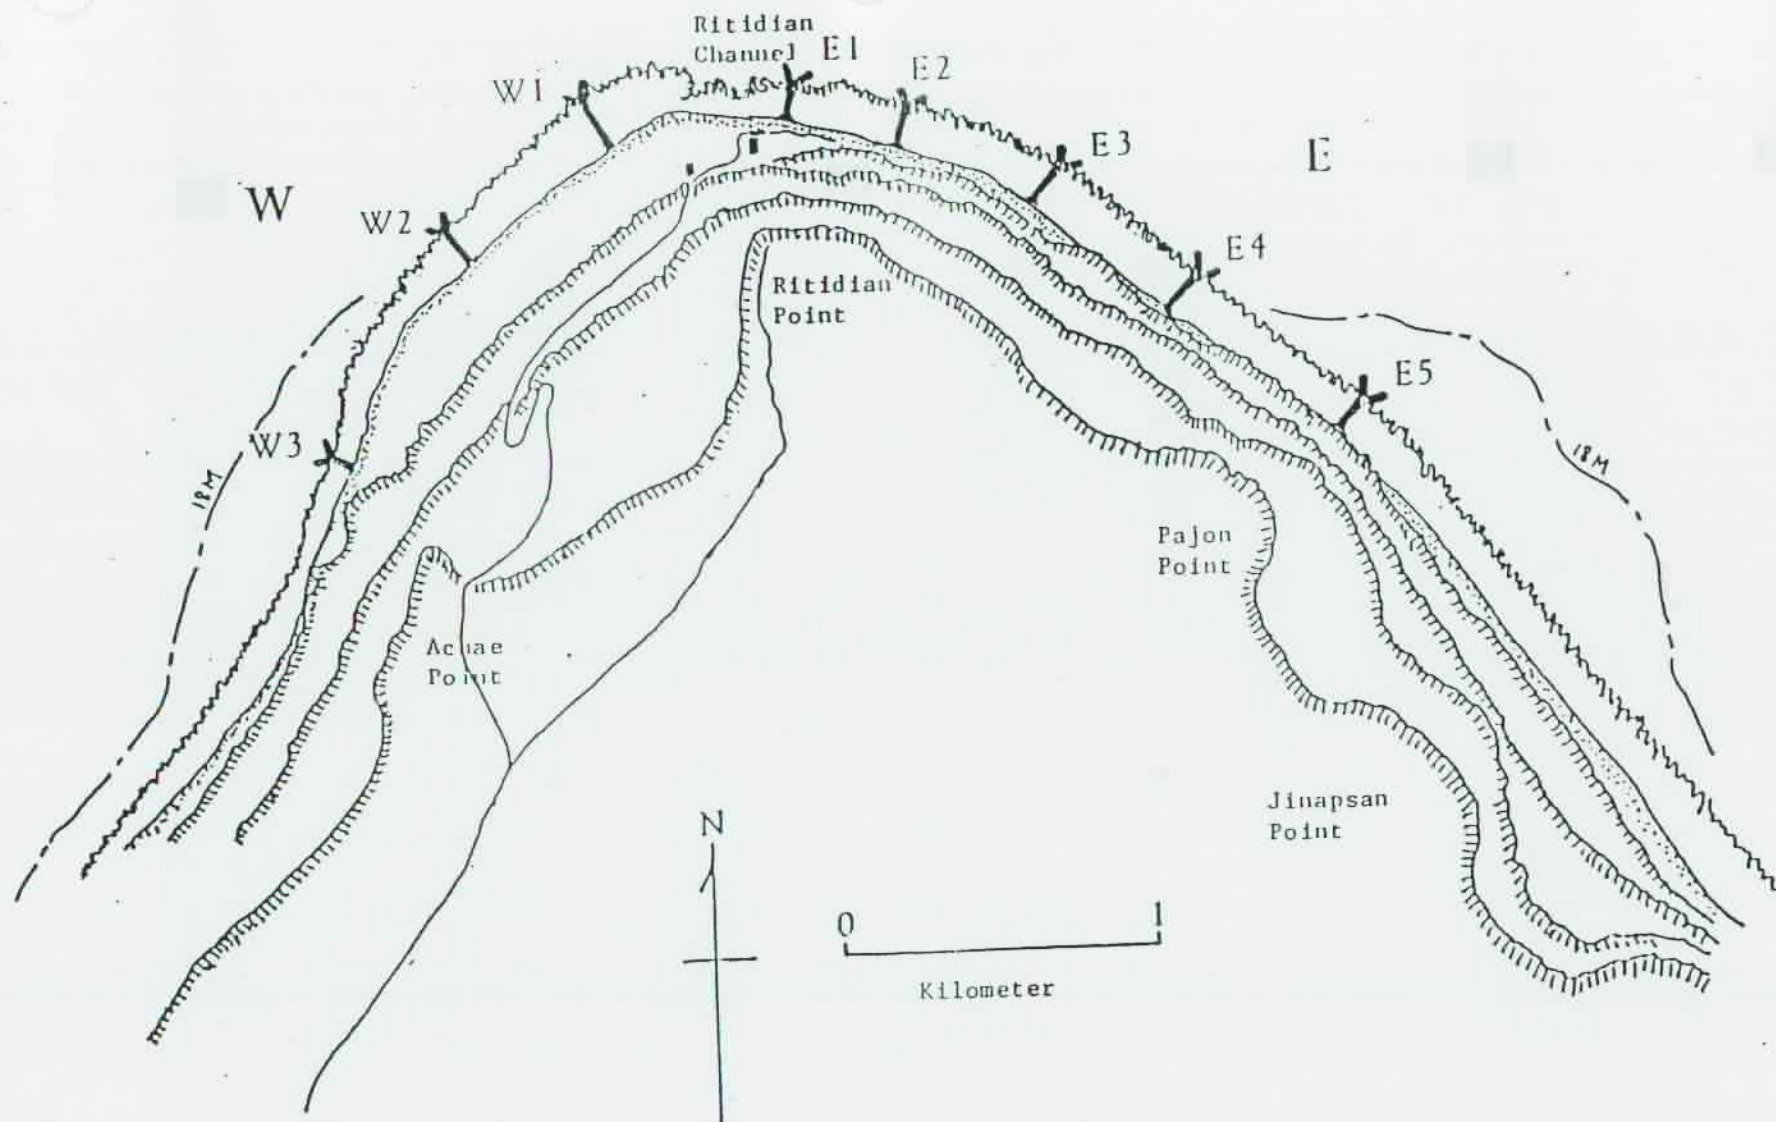 Ritidian
Channel
E1
E2
W1
E3
E
W
W2
E4
Ritidian
Point
E5
W3
18M
18M
Pajon
Point
Point
Jinapsan
Point
N
0 1
Kilometer